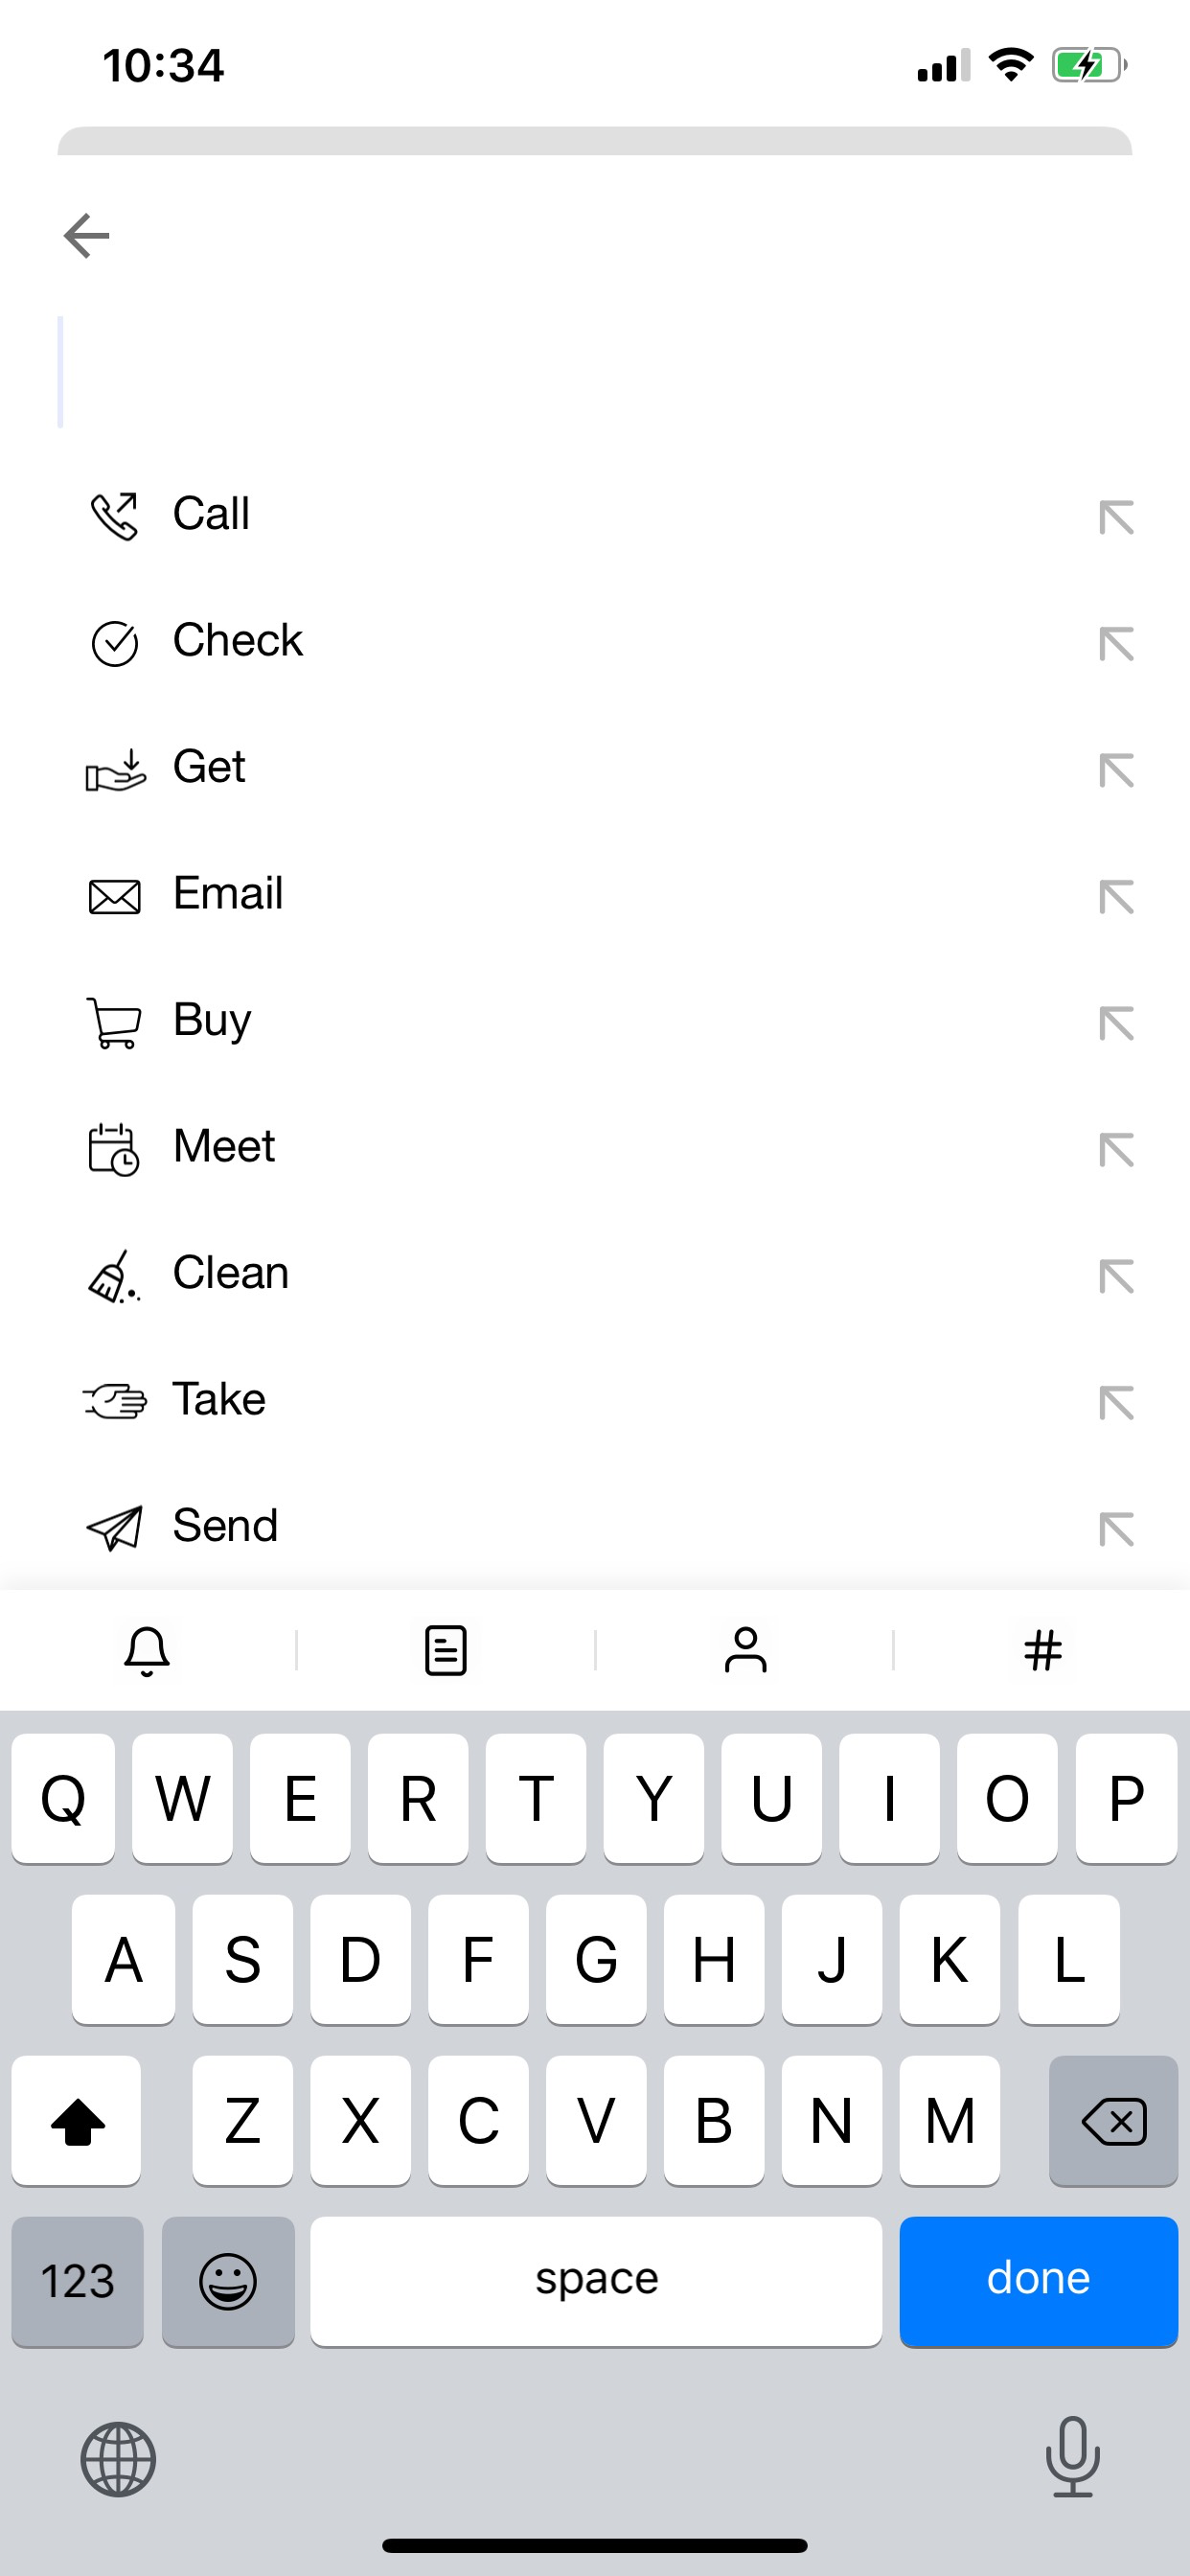 10:34
Call
Check
Get
Email
Buy
Meet
Clean
Take
Send
#
Q W E R T Y U I O P
A S D F G H J K L
Z X C V B N M
123 space done